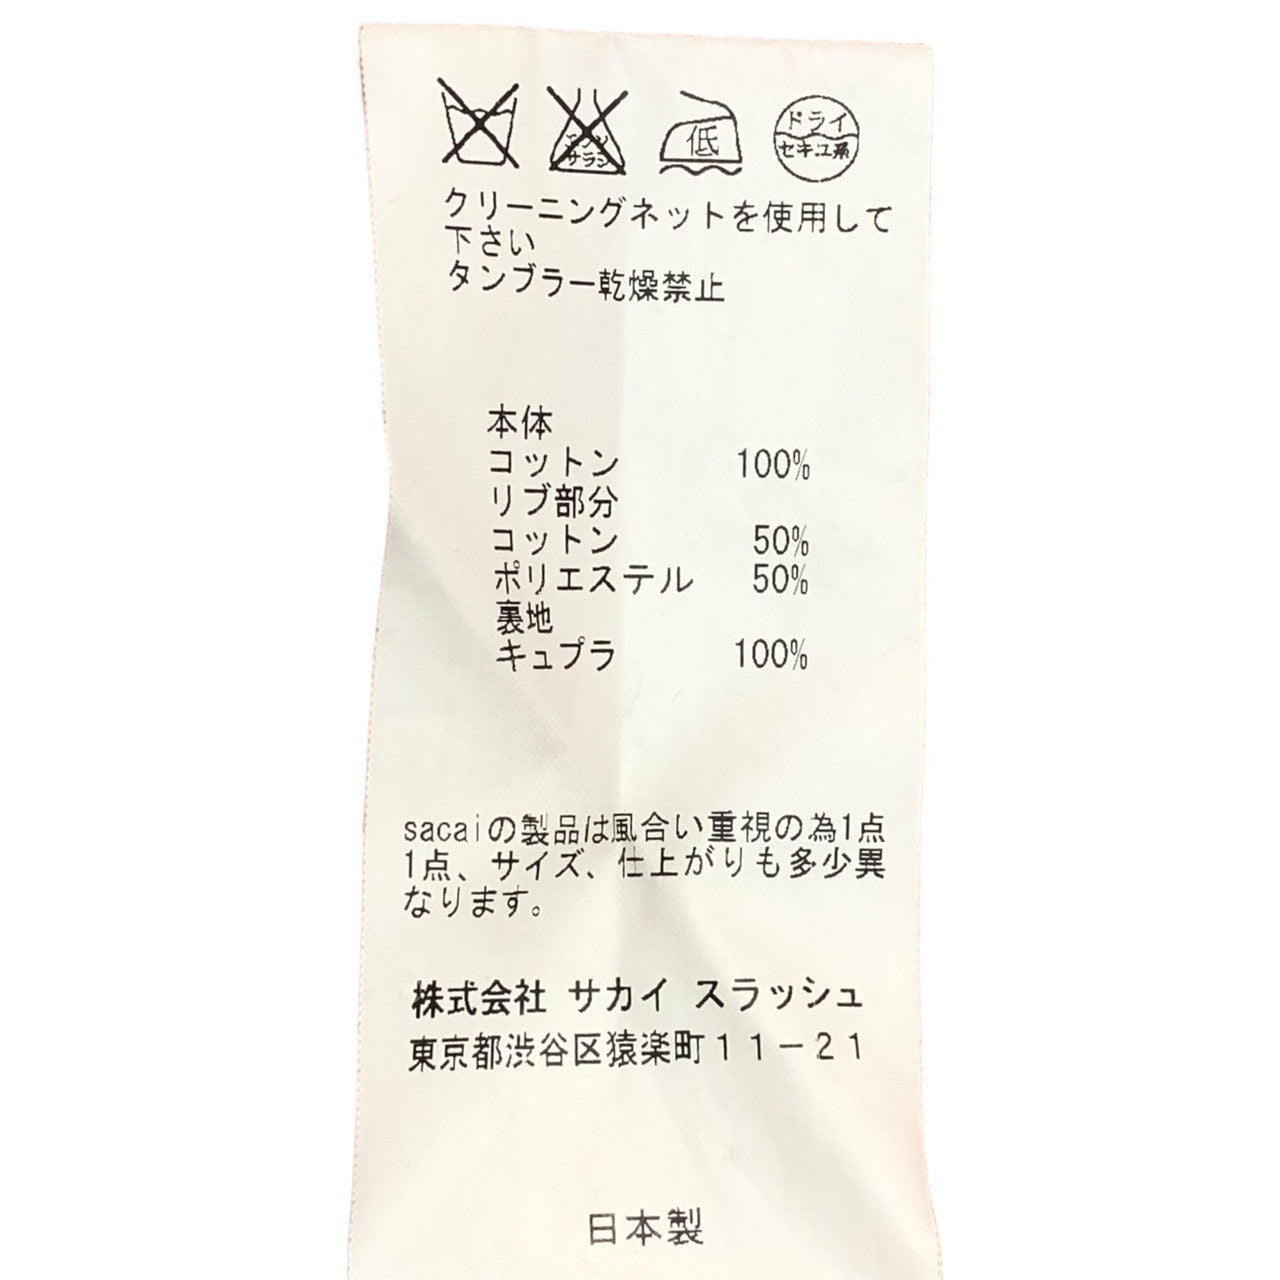 エンソ
サラシ
低
ドライ
セキユ系
クリーニングネットを使用して
下さい
タンブラー乾燥禁止
本体
コットン 100%
リブ部分
コットン 50%
ポリエステル 50%
裏地
キュプラ 100%
sacaiの製品は風合い重視の為1点
1点、サイズ、仕上がりも多少異
なります。
株式会社 サカイ スラッシュ
東京都渋谷区猿楽町11−21
日本製